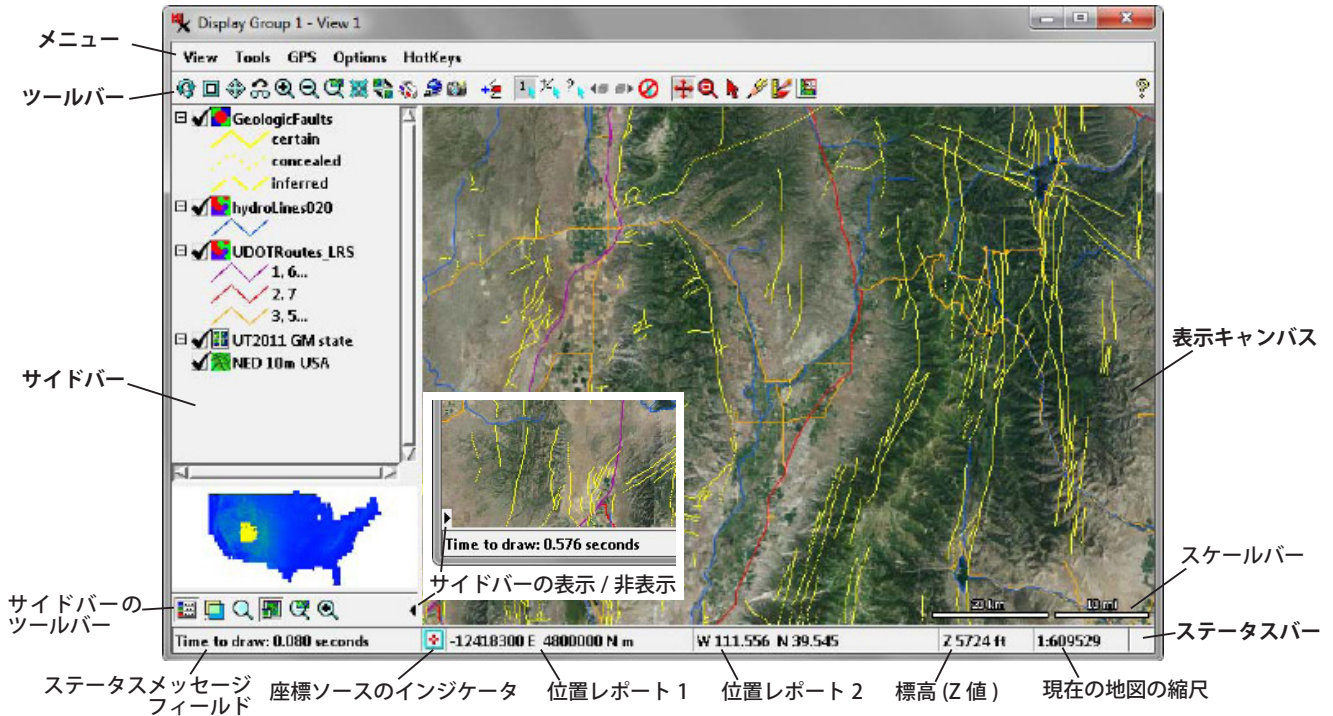 Display Group 1 - View 1
メニュー
View Tools GPS Options HotKeys
ツールバー
GeologicFaults
certain
concealed
inferred
hydroLines020
UDOTRoutes_LRS
1, 6...
2, 7
3, 5...
UT2011 GM state
NED 10m USA
サイドバー
表示キャンバス
Time to draw: 0.576 seconds
サイドバーの表示 / 非表示
スケールバー
20 km
10 mi
サイドバーの
ツールバー
ステータスバー
Time to draw: 0.080 seconds
-12418300 E 4800000 N m
W 111.556 N 39.545
Z 5724 ft
1:609529
ステータスメッセージ
フィールド
座標ソースのインジケータ
位置レポート 1
位置レポート 2
標高 (Z 値 )
現在の地図の縮尺